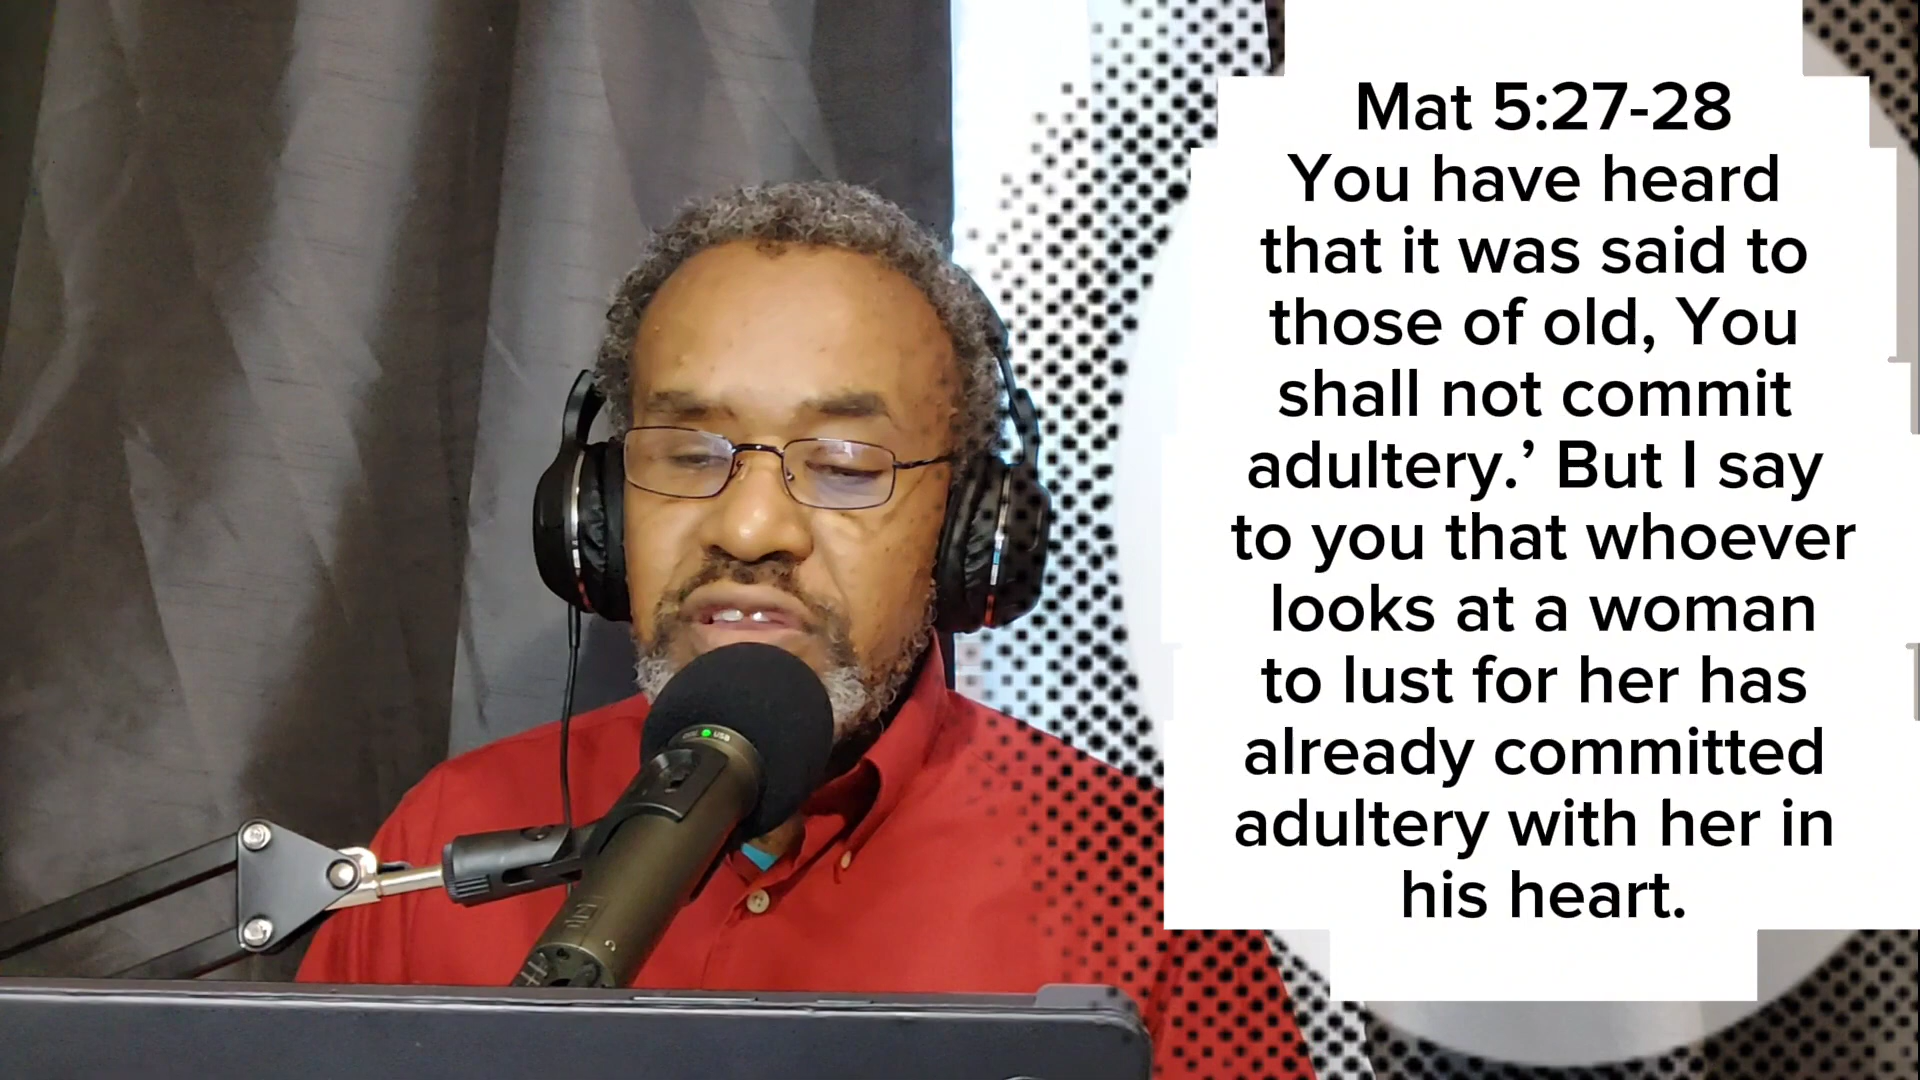 Mat 5:27-28
You have heard
that it was said to
those of old, You
shall not commit
adultery.’ But I say
to you that whoever
looks at a woman
to lust for her has
already committed
adultery with her in
his heart.
USB